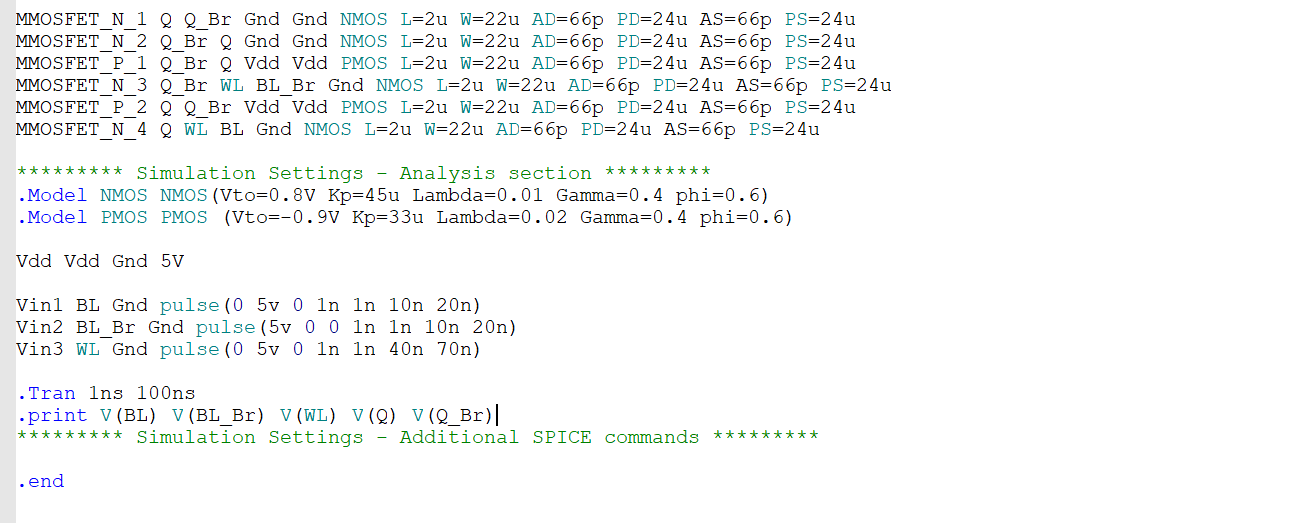 MMOSFET_N_1 Q Q_Br Gnd Gnd NMOS L=2u W=22u AD=66p PD=24u AS=66p PS=24u
MMOSFET_N_2 Q_Br Q Gnd Gnd NMOS L=2u W=22u AD=66p PD=24u AS=66p PS=24u
MMOSFET_P_1 Q_Br Q Vdd Vdd PMOS L=2u W=22u AD=66p PD=24u AS=66p PS=24u
MMOSFET_N_3 Q_Br WL BL_Br Gnd NMOS L=2u W=22u AD=66p PD=24u AS=66p PS=24u
MMOSFET_P_2 Q Q_Br Vdd Vdd PMOS L=2u W=22u AD=66p PD=24u AS=66p PS=24u
MMOSFET_N_4 Q WL BL Gnd NMOS L=2u W=22u AD=66p PD=24u AS=66p PS=24u
********* Simulation Settings - Analysis section *********
.Model NMOS NMOS(Vto=0.8V Kp=45u Lambda=0.01 Gamma=0.4 phi=0.6)
.Model PMOS PMOS (Vto=-0.9V Kp=33u Lambda=0.02 Gamma=0.4 phi=0.6)
Vdd Vdd Gnd 5V
Vin1 BL Gnd pulse(0 5v 0 1n 1n 10n 20n)
Vin2 BL_Br Gnd pulse(5v 0 0 1n 1n 10n 20n)
Vin3 WL Gnd pulse(0 5v 0 1n 1n 40n 70n)
.Tran 1ns 100ns
.print V(BL) V(BL_Br) V(WL) V(Q) V(Q_Br)
********* Simulation Settings - Additional SPICE commands *********
.end